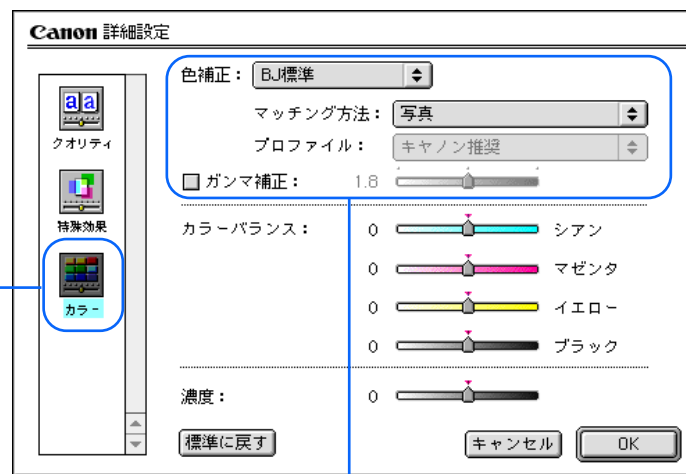 Canon 詳細設定
クオリティ
特殊効果
カラー
色補正： BJ標準
マッチング方法： 写真
プロファイル： キヤノン推奨
ガンマ補正： 1.8
カラーバランス： 0 シアン
0 マゼンタ
0 イエロー
0 ブラック
濃度： 0
標準に戻す キャンセル OK